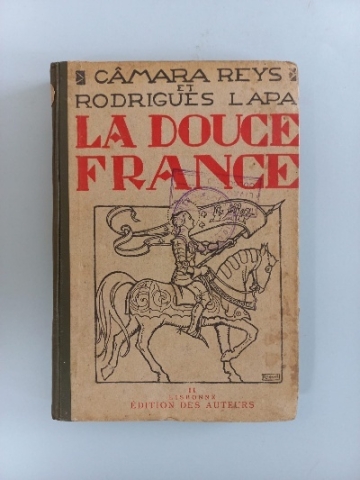 CÂMARA REYS
ET
RODRIGUES LAPA
LA DOUCE
FRANCE
II
LISBONNE
ÉDITION DES AUTEURS